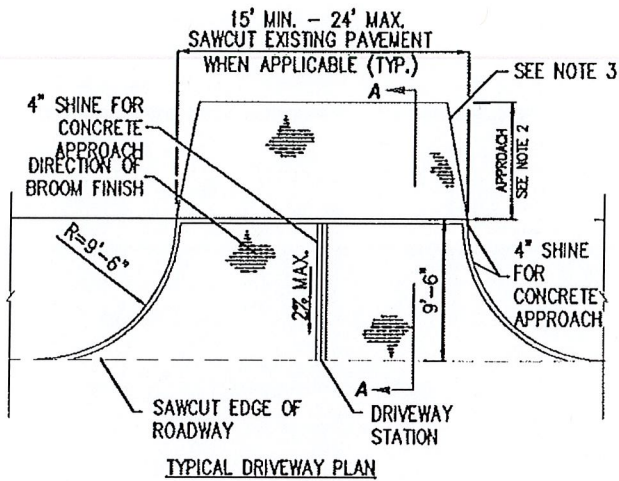 15' MIN. - 24' MAX.
SAWCUT EXISTING PAVEMENT
WHEN APPLICABLE (TYP.)
SEE NOTE 3
A
4" SHINE FOR
CONCRETE
APPROACH
DIRECTION OF
BROOM FINISH
APPROACH
SEE NOTE 2
R=9'-6"
2% MAX.
9'-6"
4" SHINE
FOR
CONCRETE
APPROACH
A
SAWCUT EDGE OF
ROADWAY
DRIVEWAY
STATION
TYPICAL DRIVEWAY PLAN